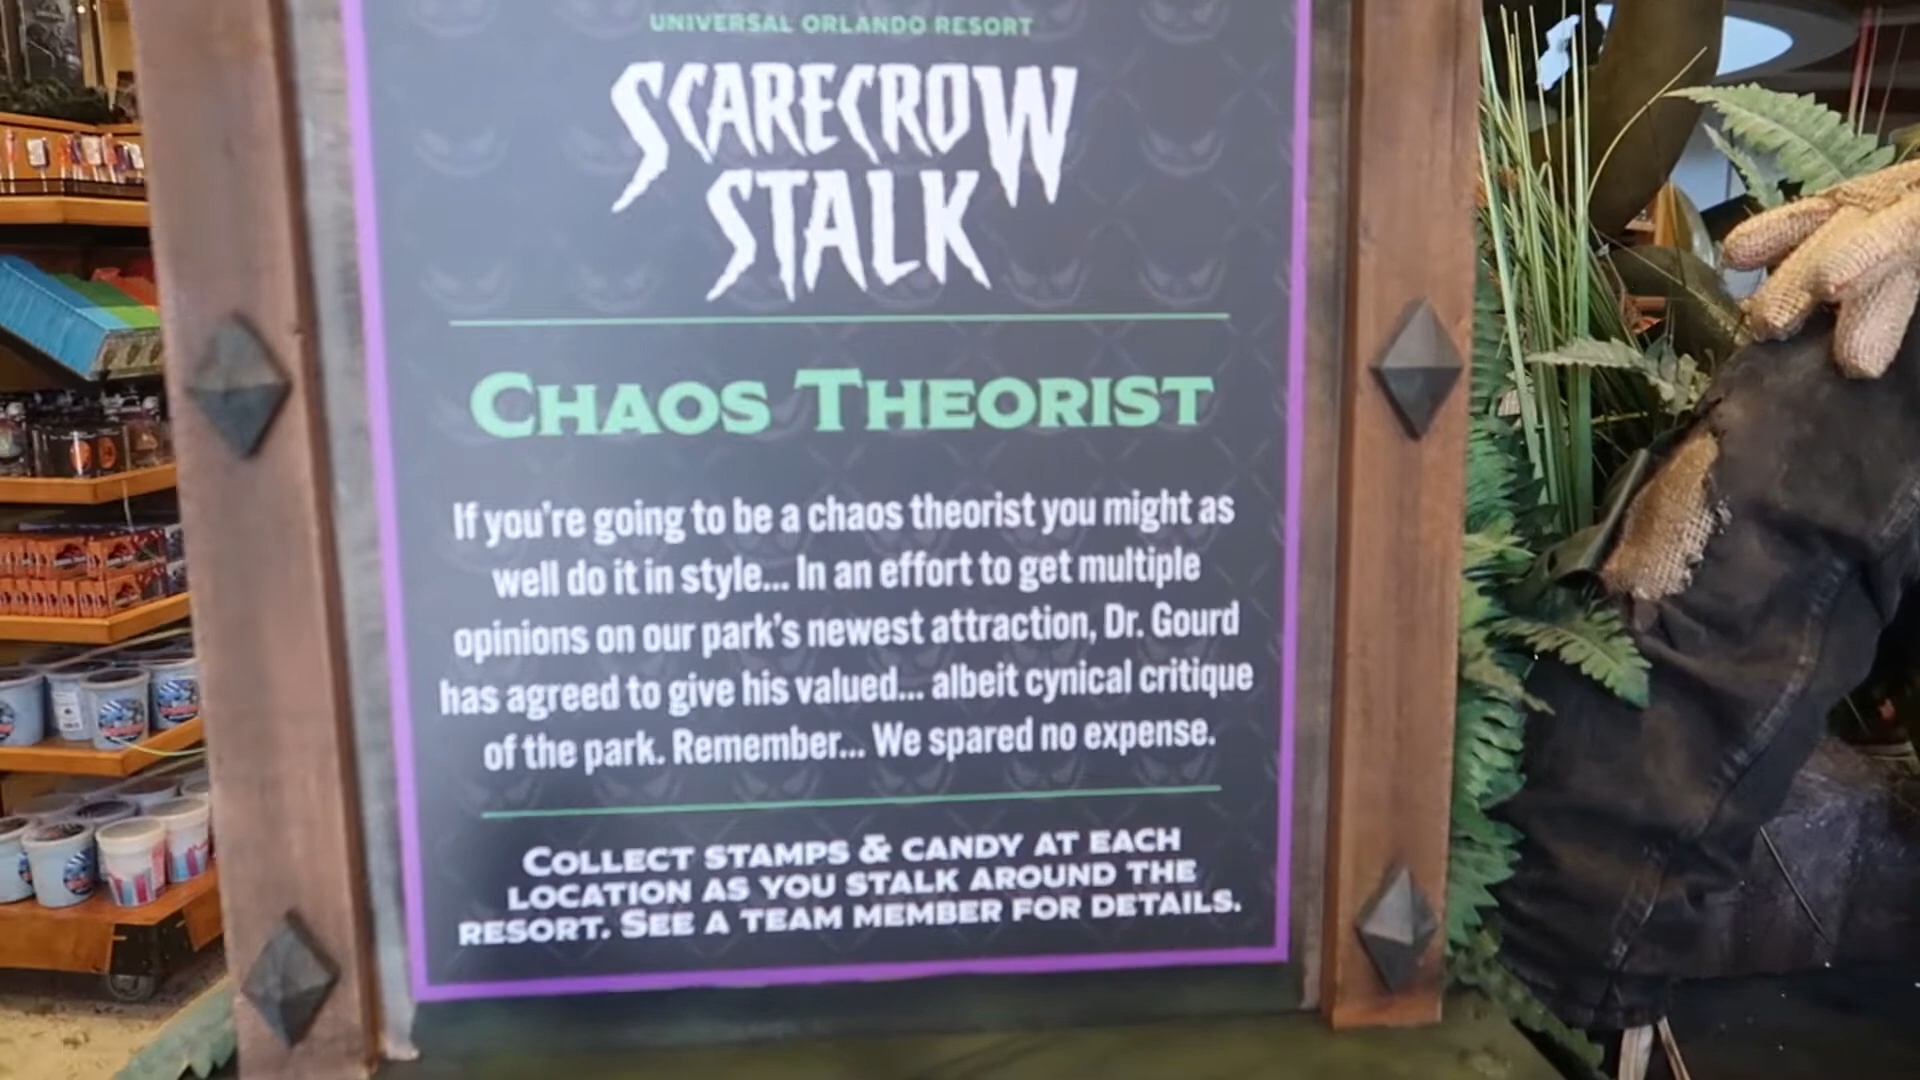 UNIVERSAL ORLANDO RESORT
SCARECROW
STALK
CHAOS THEORIST
If you're going to be a chaos theorist you might as
well do it in style... In an effort to get multiple
opinions on our park's newest attraction, Dr. Gourd
has agreed to give his valued... albeit cynical critique
of the park. Remember... We spared no expense.
COLLECT STAMPS & CANDY AT EACH
LOCATION AS YOU STALK AROUND THE
RESORT. SEE A TEAM MEMBER FOR DETAILS.